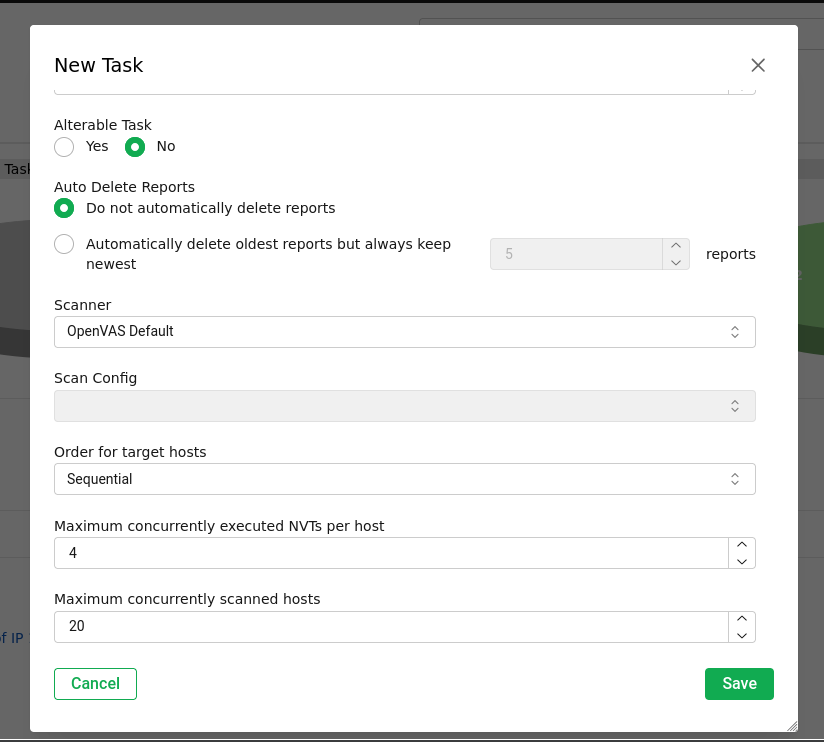 New Task
Alterable Task
Yes No
Task
Auto Delete Reports
Do not automatically delete reports
Automatically delete oldest reports but always keep
newest
5 reports
Scanner
OpenVAS Default
Scan Config
Order for target hosts
Sequential
Maximum concurrently executed NVTs per host
4
Maximum concurrently scanned hosts
20
of IP
Cancel Save